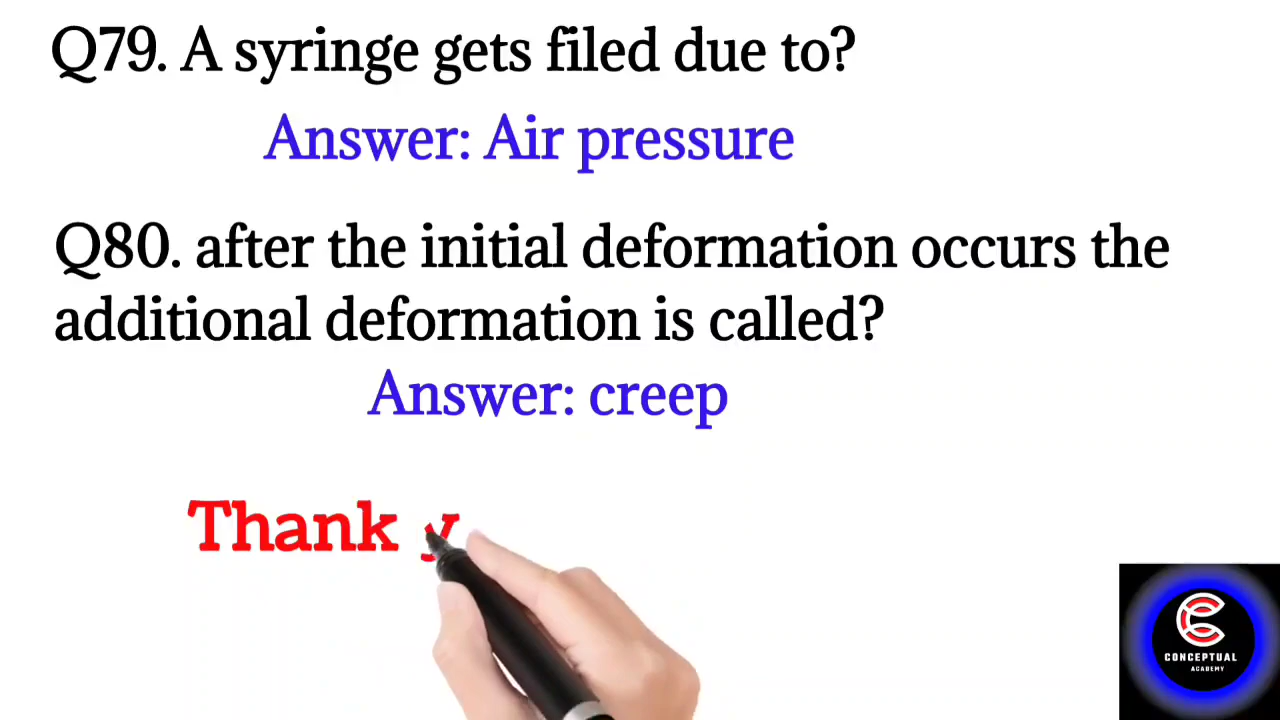 Q79. A syringe gets filed due to?
Answer: Air pressure
Q80. after the initial deformation occurs the
additional deformation is called?
Answer: creep
Thank y
CONCEPTUAL
ACADEMY